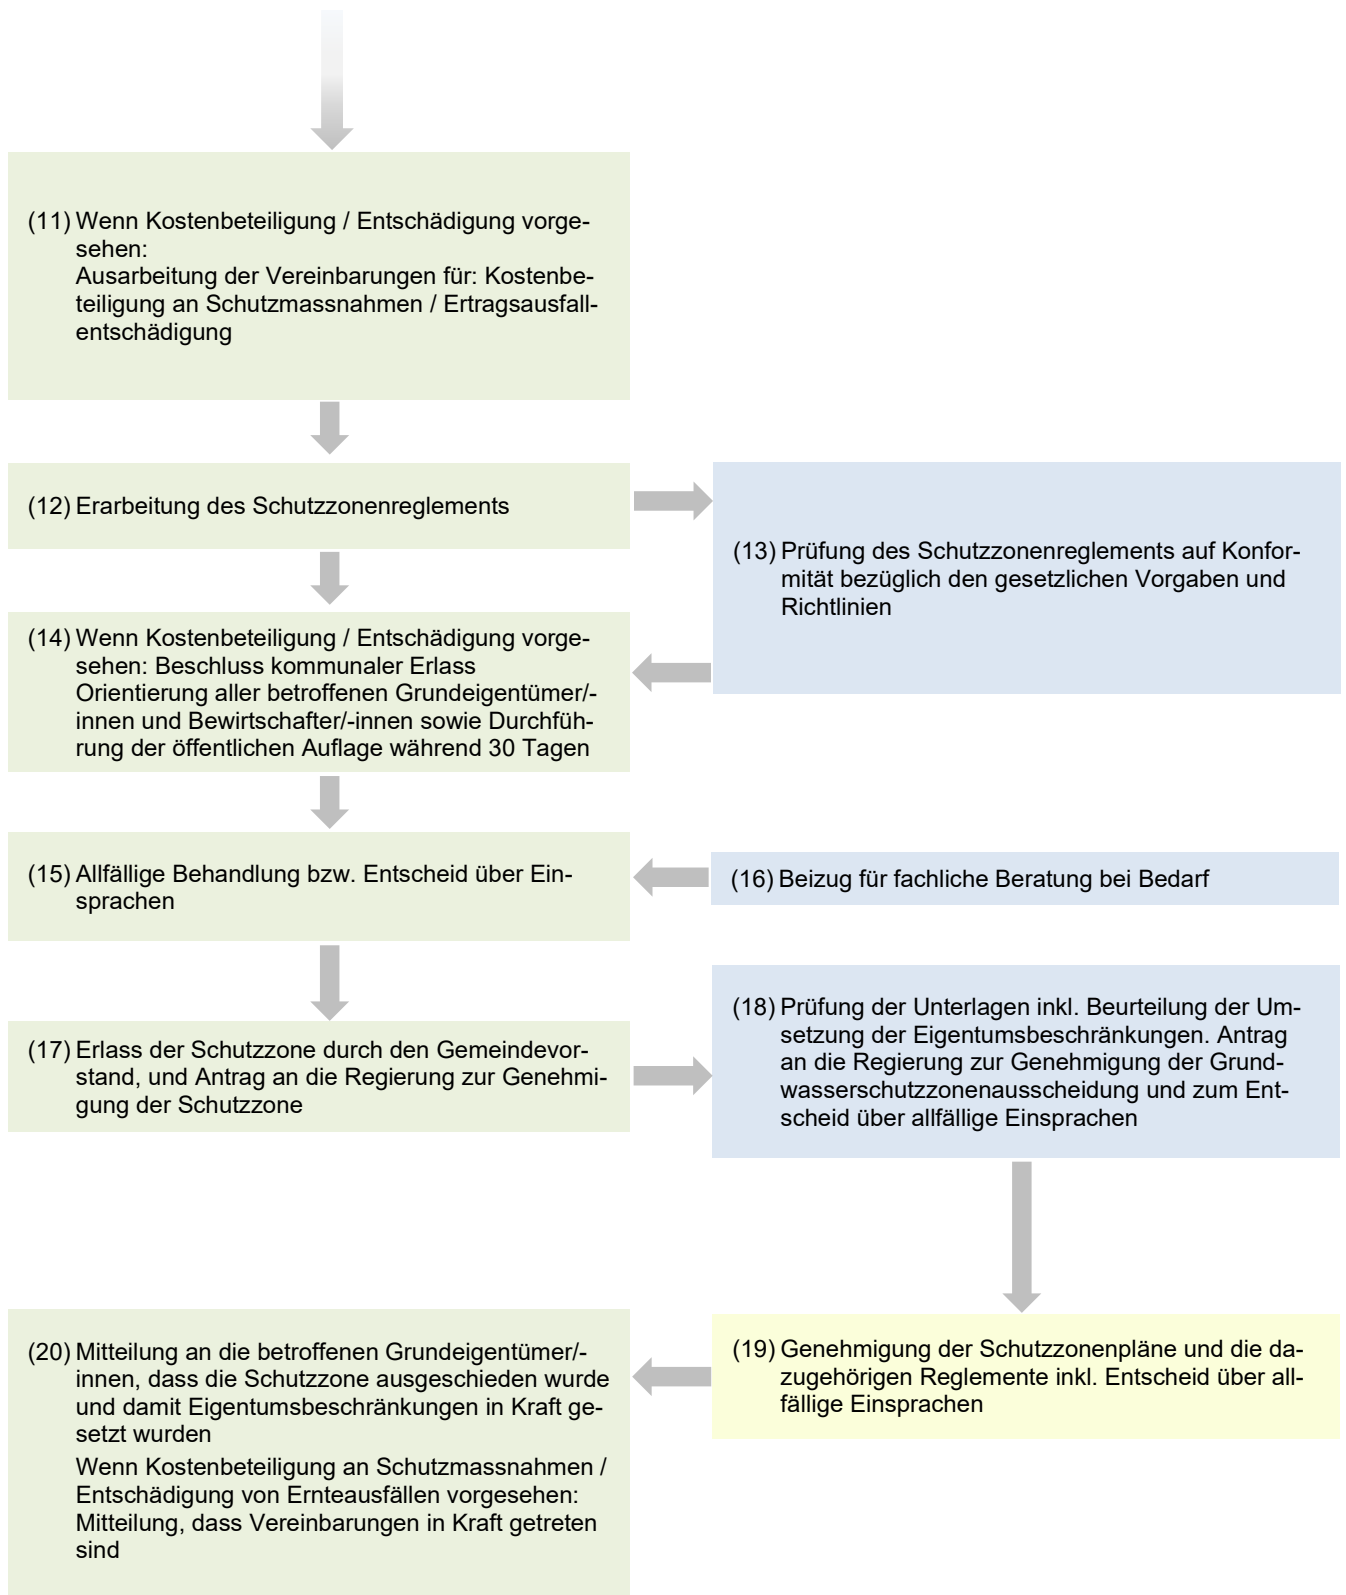 (11) Wenn Kostenbeteiligung / Entschädigung vorge-
sehen:
Ausarbeitung der Vereinbarungen für: Kostenbe-
teiligung an Schutzmassnahmen / Ertragsausfall-
entschädigung
(12) Erarbeitung des Schutzzonenreglements
(13) Prüfung des Schutzzonenreglements auf Konfor-
mität bezüglich den gesetzlichen Vorgaben und
Richtlinien
(14) Wenn Kostenbeteiligung / Entschädigung vorge-
sehen: Beschluss kommunaler Erlass
Orientierung aller betroffenen Grundeigentümer/-
innen und Bewirtschafter/-innen sowie Durchfüh-
rung der öffentlichen Auflage während 30 Tagen
(15) Allfällige Behandlung bzw. Entscheid über Ein-
sprachen
(16) Beizug für fachliche Beratung bei Bedarf
(17) Erlass der Schutzzone durch den Gemeindevor-
stand, und Antrag an die Regierung zur Genehmi-
gung der Schutzzone
(18) Prüfung der Unterlagen inkl. Beurteilung der Um-
setzung der Eigentumsbeschränkungen. Antrag
an die Regierung zur Genehmigung der Grund-
wasserschutzzonenausscheidung und zum Ent-
scheid über allfällige Einsprachen
(19) Genehmigung der Schutzzonenpläne und die da-
zugehörigen Reglemente inkl. Entscheid über all-
fällige Einsprachen
(20) Mitteilung an die betroffenen Grundeigentümer/-
innen, dass die Schutzzone ausgeschieden wurde
und damit Eigentumsbeschränkungen in Kraft ge-
setzt wurden
Wenn Kostenbeteiligung an Schutzmassnahmen /
Entschädigung von Ernteausfällen vorgesehen:
Mitteilung, dass Vereinbarungen in Kraft getreten
sind